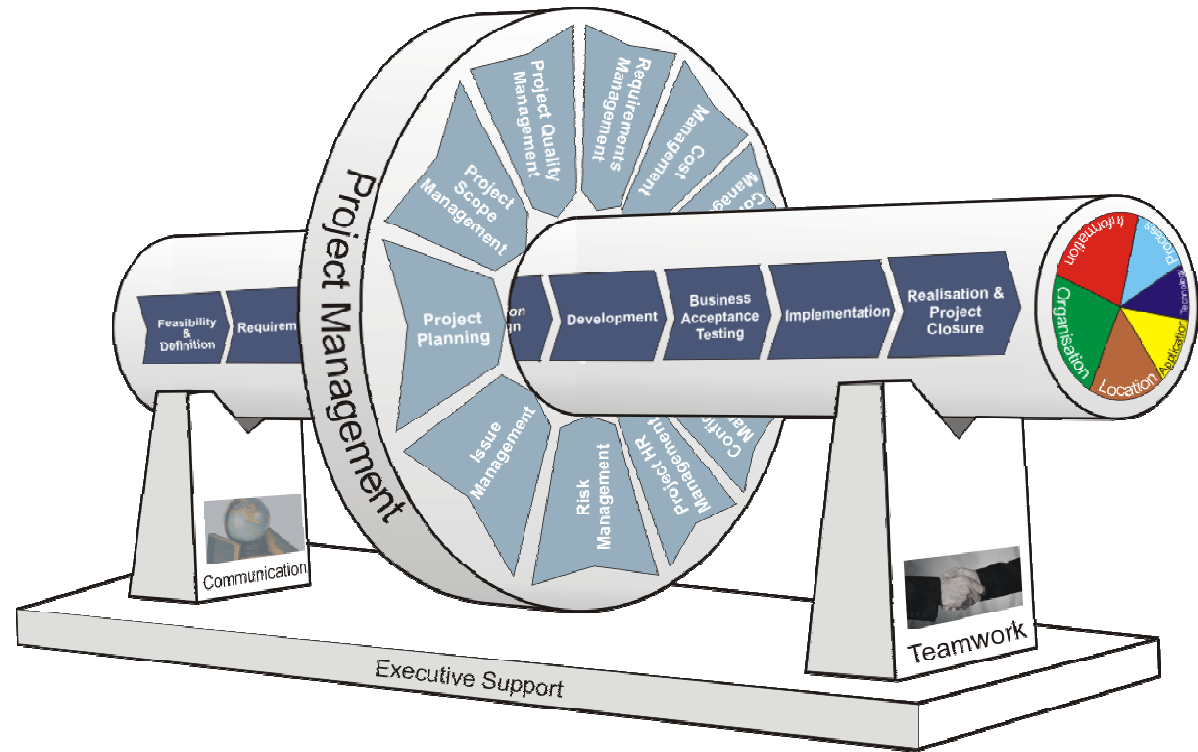 Project Management
Project Quality
Management
Requirements
Management
Cost
Management
Project
Scope
Management
Project
Planning
Issue
Management
Risk
Management
Project HR
Management
Feasibility
&
Definition
Development
Business
Acceptance
Testing
Implementation
Realisation &
Project
Closure
Information
Process
Technology
Application
Location
Organisation
Communication
Teamwork
Executive Support